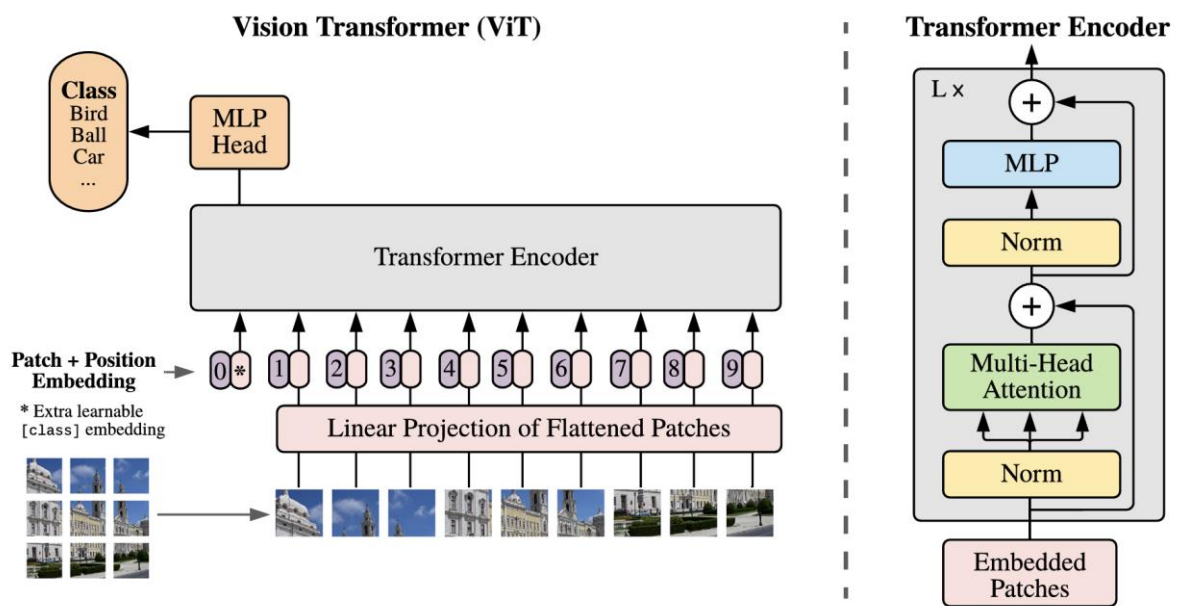 Vision Transformer (ViT)
Class
Bird
Ball
Car
...
MLP
Head
Transformer Encoder
Patch + Position
Embedding
0 *
1
2
3
4
5
6
7
8
9
* Extra learnable
[class] embedding
Linear Projection of Flattened Patches
Transformer Encoder
L ×
+
MLP
Norm
+
Multi-Head
Attention
Norm
Embedded
Patches